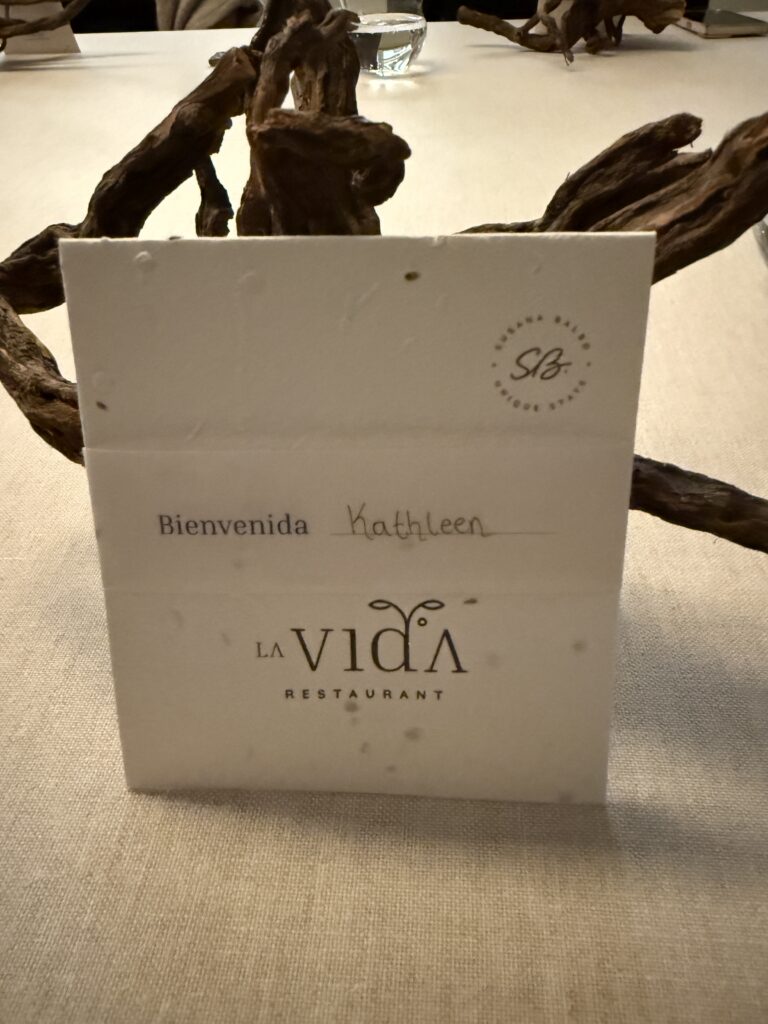 SUSANA BALBO
SB.
UNIQUE STAYS
Bienvenida Kathleen
LA VIDA
RESTAURANT